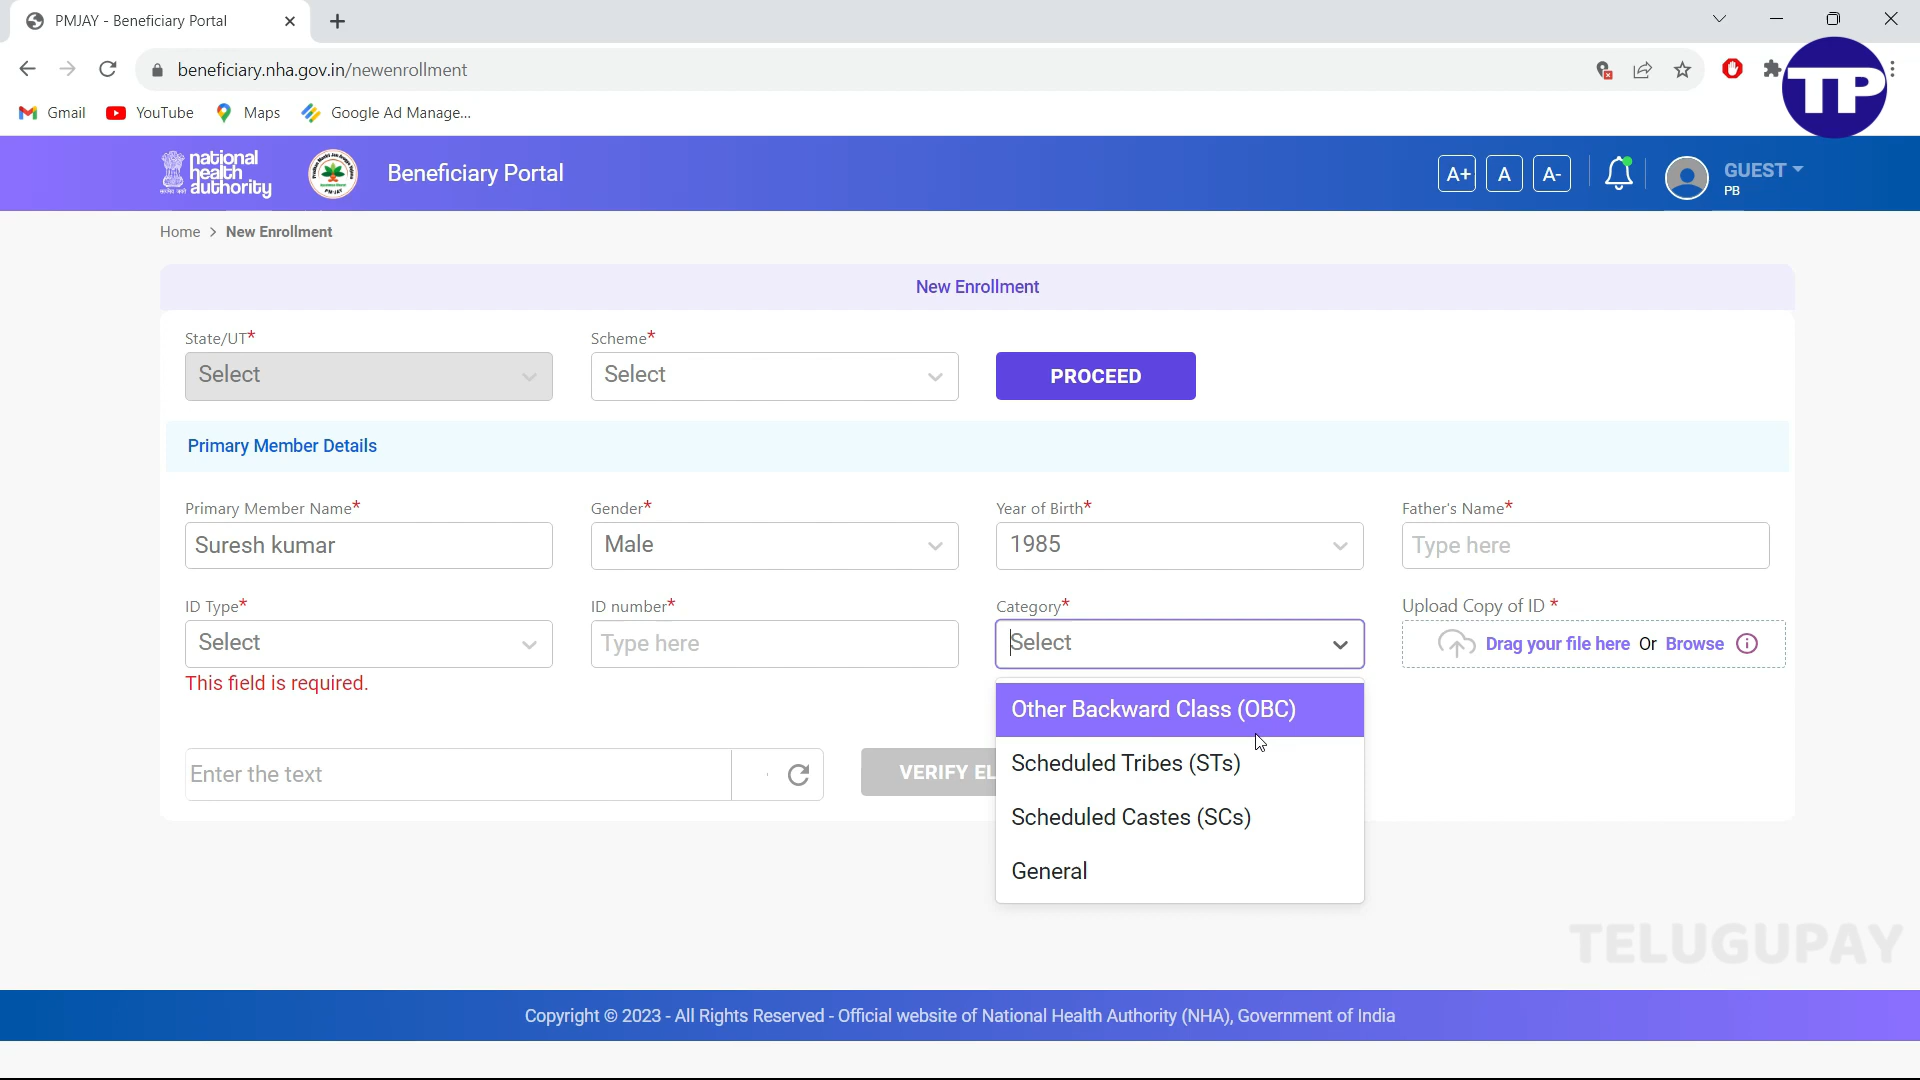 PMJAY - Beneficiary Portal
beneficiary.nha.gov.in/newenrollment
TP
Gmail YouTube Maps Google Ad Manage...
national health authority
Beneficiary Portal
A+ A A-
GUEST
PB
Home > New Enrollment
New Enrollment
State/UT* Scheme*
Select Select PROCEED
Primary Member Details
Primary Member Name* Gender* Year of Birth* Father's Name*
Suresh kumar Male 1985 Type here
ID Type* ID number* Category* Upload Copy of ID *
Select Type here Select Drag your file here Or Browse
This field is required.
Other Backward Class (OBC)
Scheduled Tribes (STs)
Scheduled Castes (SCs)
General
Enter the text VERIFY EL
TELUGUPAY
Copyright © 2023 - All Rights Reserved - Official website of National Health Authority (NHA), Government of India